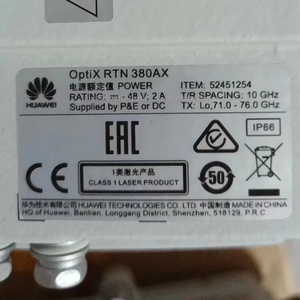 OptiX RTN 380AX
电源额定值 POWER ITEM: 52451254
RATING: ⎓ -48 V; 2 A T/R SPACING: 10 GHz
Supplied by P&E or DC TX: Lo,71.0 - 76.0 GHz
HUAWEI
EAC
IP66
CE
1类激光产品
CLASS 1 LASER PRODUCT
50
华为技术有限公司 HUAWEI TECHNOLOGIES CO., LTD. 中国制造 MADE IN CHINA
HQ of Huawei, Bantian, Longgang District, Shenzhen, 518129, P.R.C